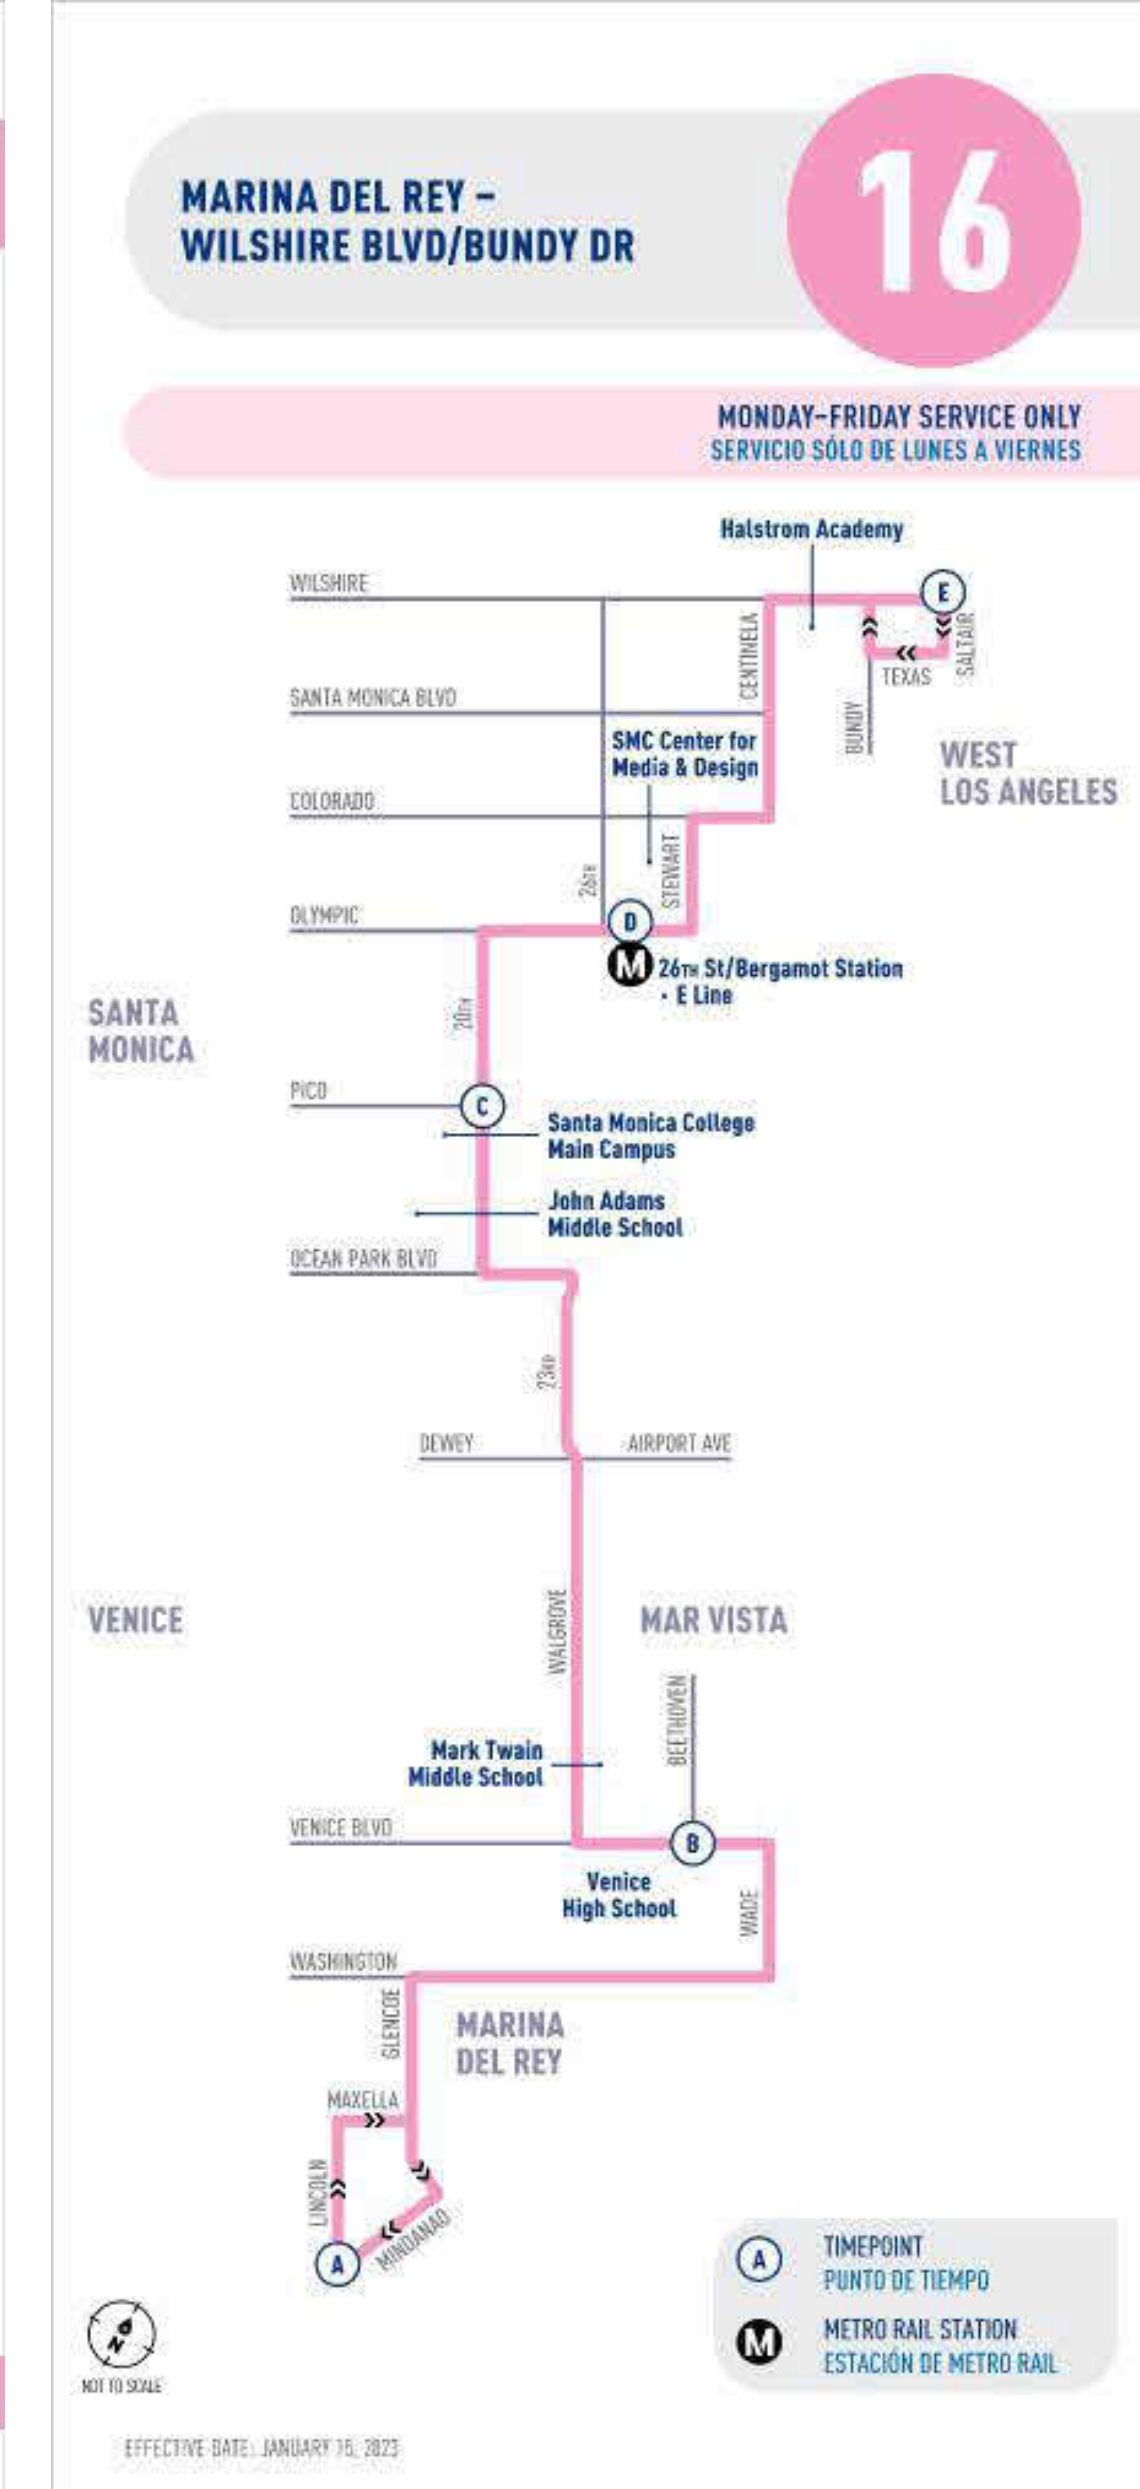 MARINA DEL REY –
WILSHIRE BLVD/BUNDY DR
16
MONDAY–FRIDAY SERVICE ONLY
SERVICIO SÓLO DE LUNES A VIERNES
Halstrom Academy
WILSHIRE
E
CENTINELA
SALTAIR
TEXAS
SANTA MONICA BLVD
BUNDY
SMC Center for
Media & Design
WEST
LOS ANGELES
COLORADO
STEWART
26TH
OLYMPIC
D
M
26TH St/Bergamot Station
· E Line
SANTA
MONICA
20TH
PICO
C
Santa Monica College
Main Campus
John Adams
Middle School
OCEAN PARK BLVD
23RD
DEWEY
AIRPORT AVE
WALGROVE
VENICE
MAR VISTA
BEETHOVEN
Mark Twain
Middle School
VENICE BLVD
B
Venice
High School
WADE
WASHINGTON
GLENCOE
MARINA
DEL REY
MAXELLA
LINCOLN
MINDANAO
A
A
TIMEPOINT
PUNTO DE TIEMPO
M
METRO RAIL STATION
ESTACIÓN DE METRO RAIL
N
NOT TO SCALE
EFFECTIVE DATE: JANUARY 15, 2023